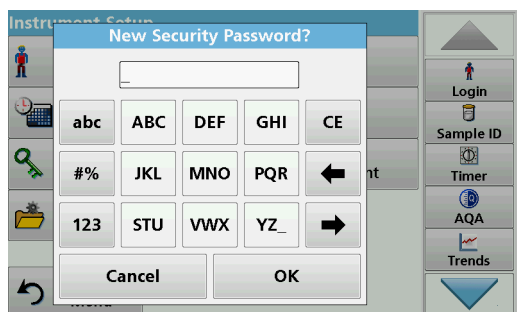 Instrument Setup
New Security Password?
_
abc ABC DEF GHI CE
#% JKL MNO PQR
123 STU VWX YZ_
Cancel OK
nt
Menu
Login
Sample ID
Timer
AQA
Trends